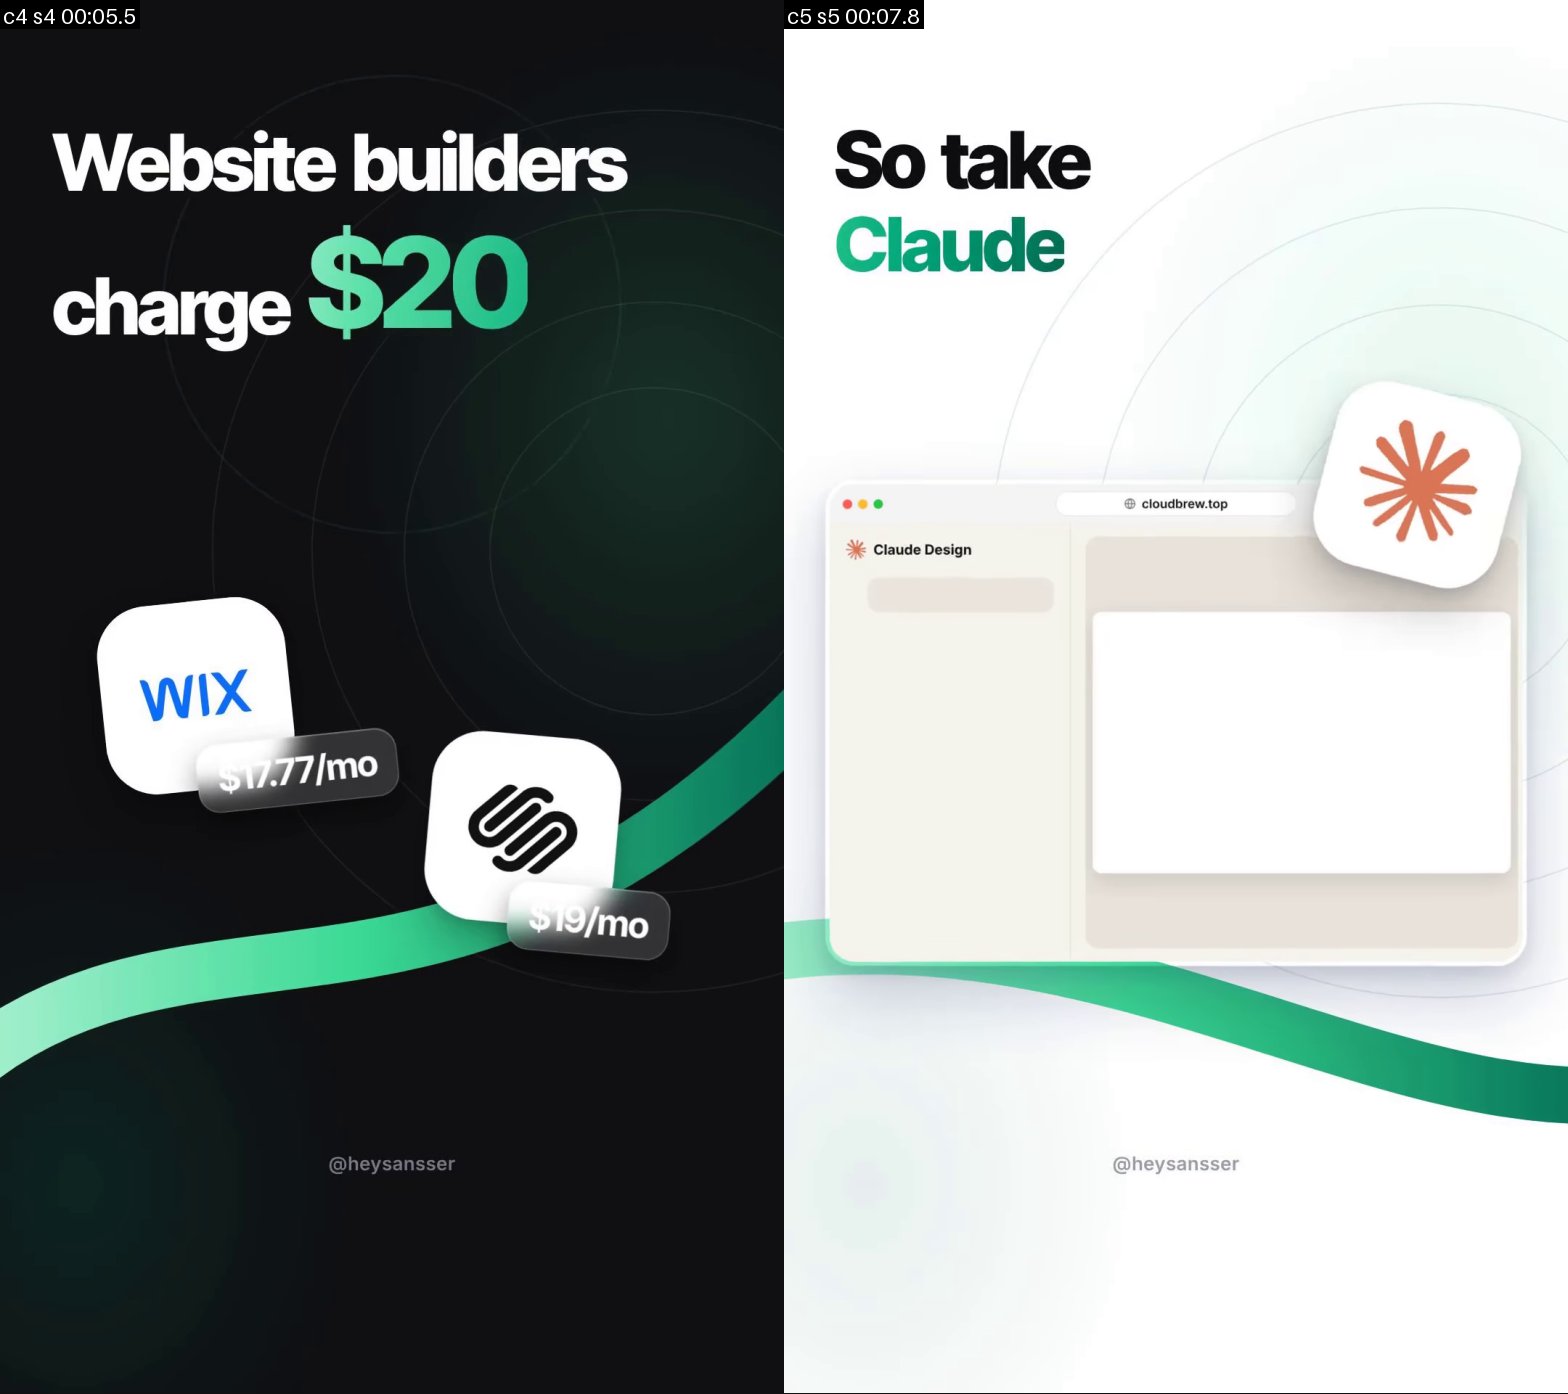 c4 s4 00:05.5
Website builders
charge $20
WIX
$17.77/mo
$19/mo
@heysansser
c5 s5 00:07.8
So take
Claude
cloudbrew.top
Claude Design
@heysansser